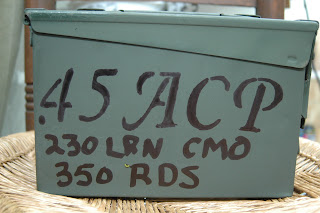 .45 ACP
230 LRN CMO
350 RDS